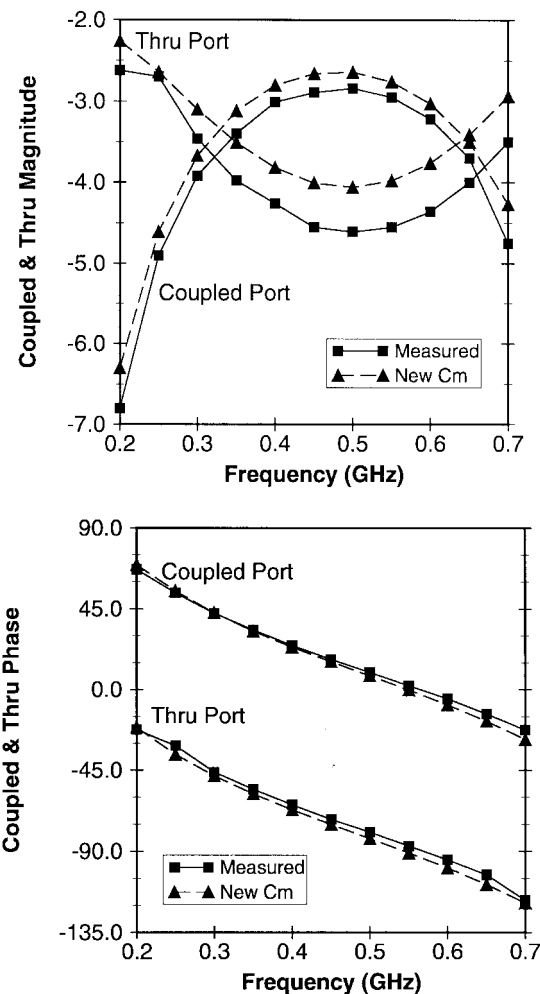 Coupled & Thru Magnitude
-2.0
-3.0
-4.0
-5.0
-6.0
-7.0
Thru Port
Coupled Port
Measured
New Cm
0.2 0.3 0.4 0.5 0.6 0.7
Frequency (GHz)
Coupled & Thru Phase
90.0
45.0
0.0
-45.0
-90.0
-135.0
Coupled Port
Thru Port
Measured
New Cm
0.2 0.3 0.4 0.5 0.6 0.7
Frequency (GHz)